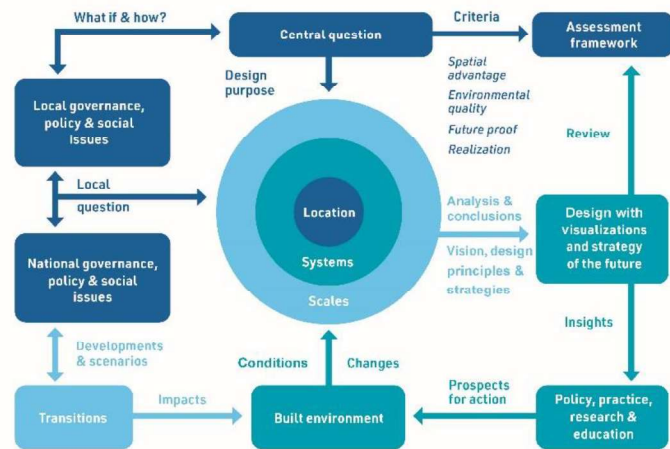 What if & how?
Central question
Criteria
Assessment
framework
Design
purpose
Spatial
advantage
Environmental
quality
Future proof
Realization
Local governance,
policy & social
issues
Review
Local
question
Location
Systems
Scales
Analysis &
conclusions
Vision, design
principles &
strategies
Design with
visualizations
and strategy
of the future
National governance,
policy & social
issues
Insights
Developments
& scenarios
Conditions
Changes
Transitions
Impacts
Built environment
Prospects
for action
Policy, practice,
research &
education